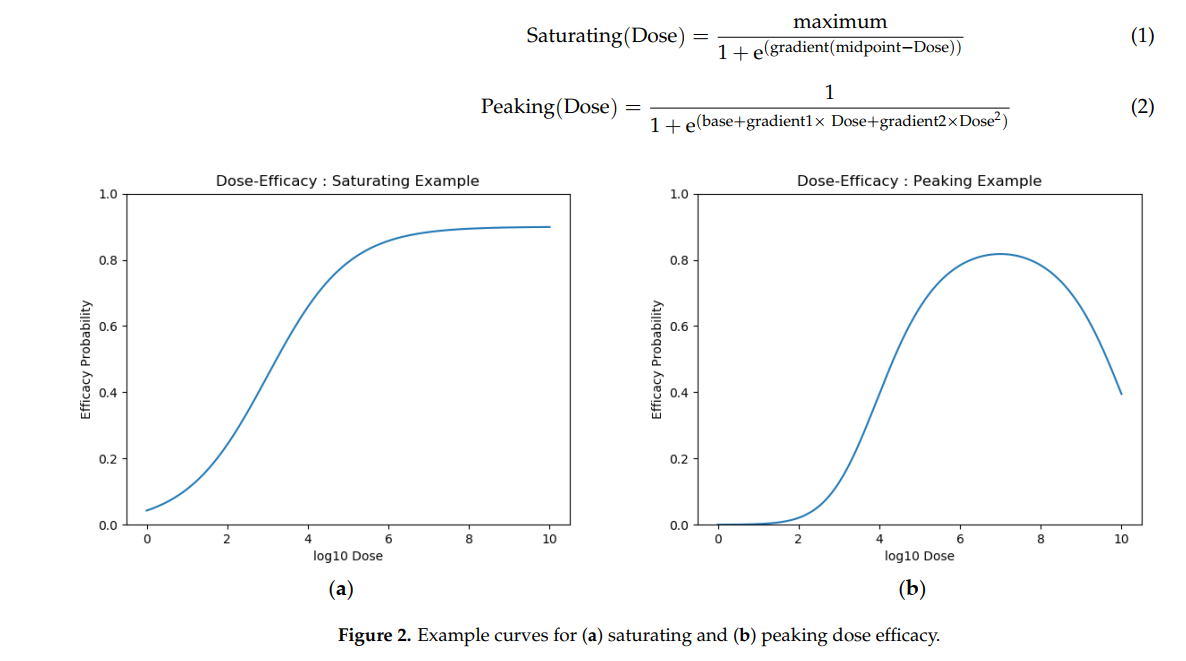 Saturating(Dose) = maximum / 1 + e^(gradient(midpoint−Dose)) (1)
Peaking(Dose) = 1 / 1 + e^(base+gradient1× Dose+gradient2×Dose²) (2)
Dose-Efficacy : Saturating Example
Efficacy Probability
1.0
0.8
0.6
0.4
0.2
0.0
0 2 4 6 8 10
log10 Dose
(a)
Dose-Efficacy : Peaking Example
Efficacy Probability
1.0
0.8
0.6
0.4
0.2
0.0
0 2 4 6 8 10
log10 Dose
(b)
Figure 2. Example curves for (a) saturating and (b) peaking dose efficacy.